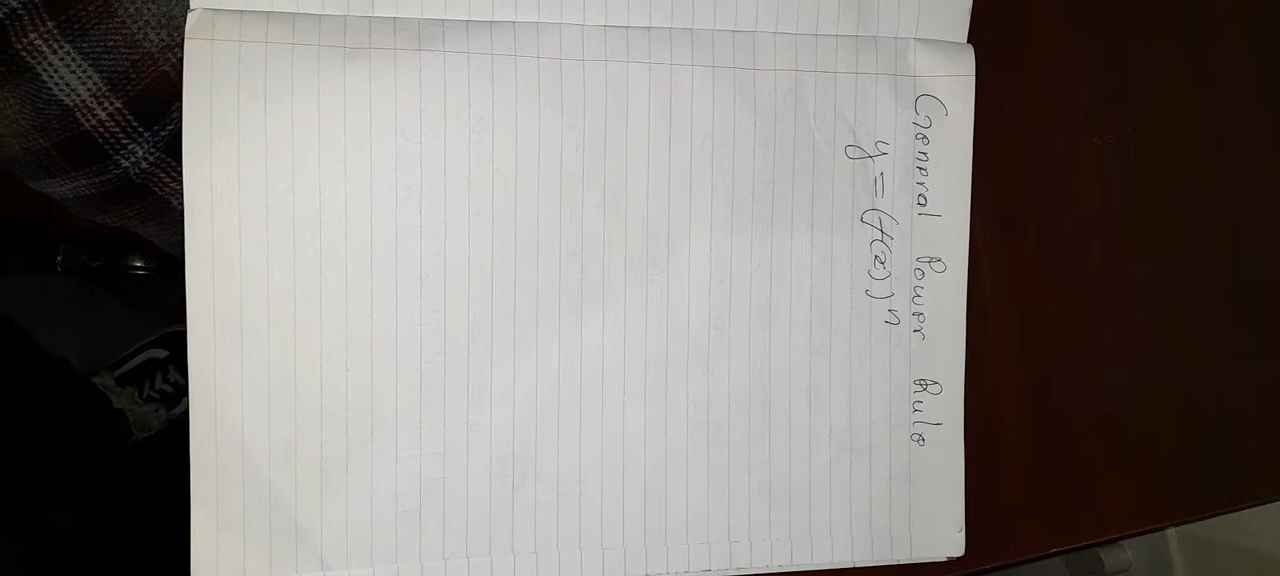 General Power Rule
y = (f(x))^n